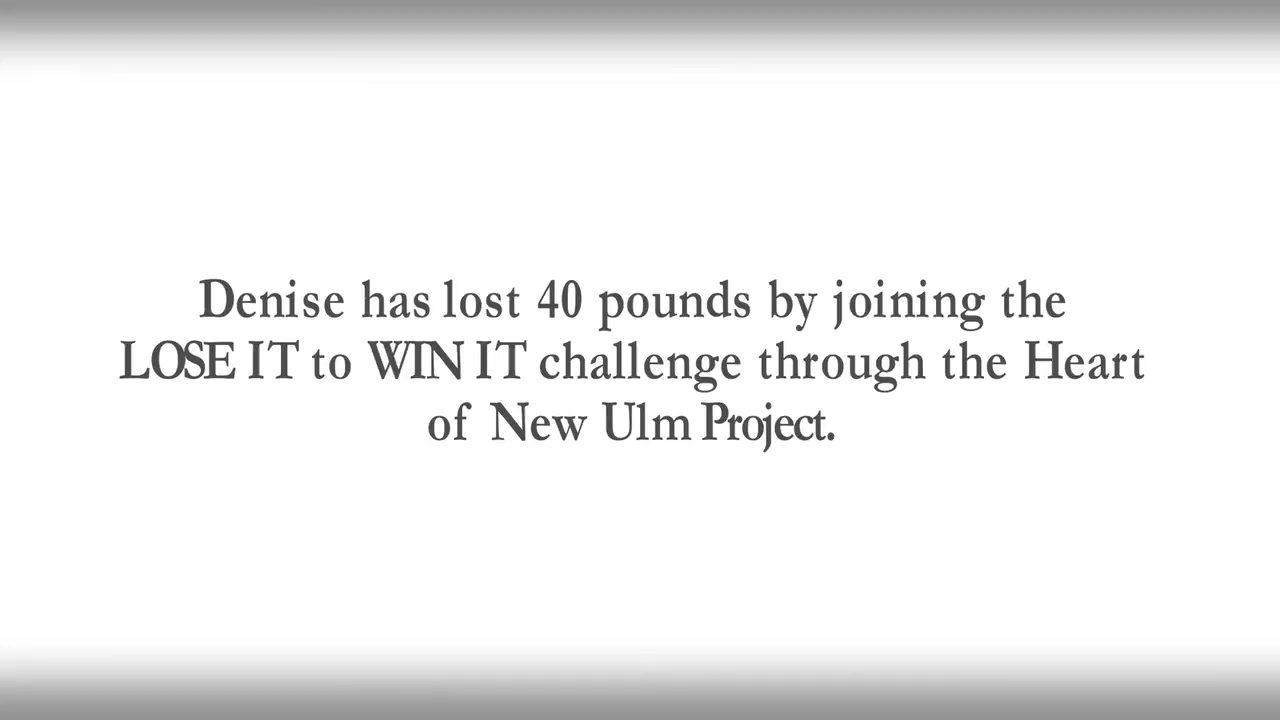 Denise has lost 40 pounds by joining the
LOSE IT to WIN IT challenge through the Heart
of New Ulm Project.